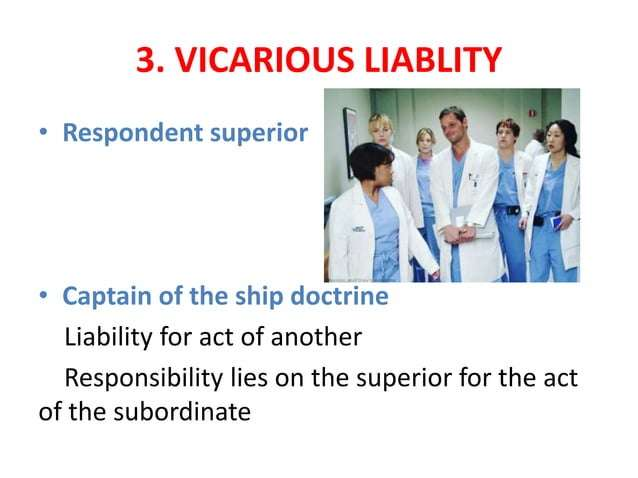 3. VICARIOUS LIABLITY
• Respondent superior
• Captain of the ship doctrine
Liability for act of another
Responsibility lies on the superior for the act
of the subordinate